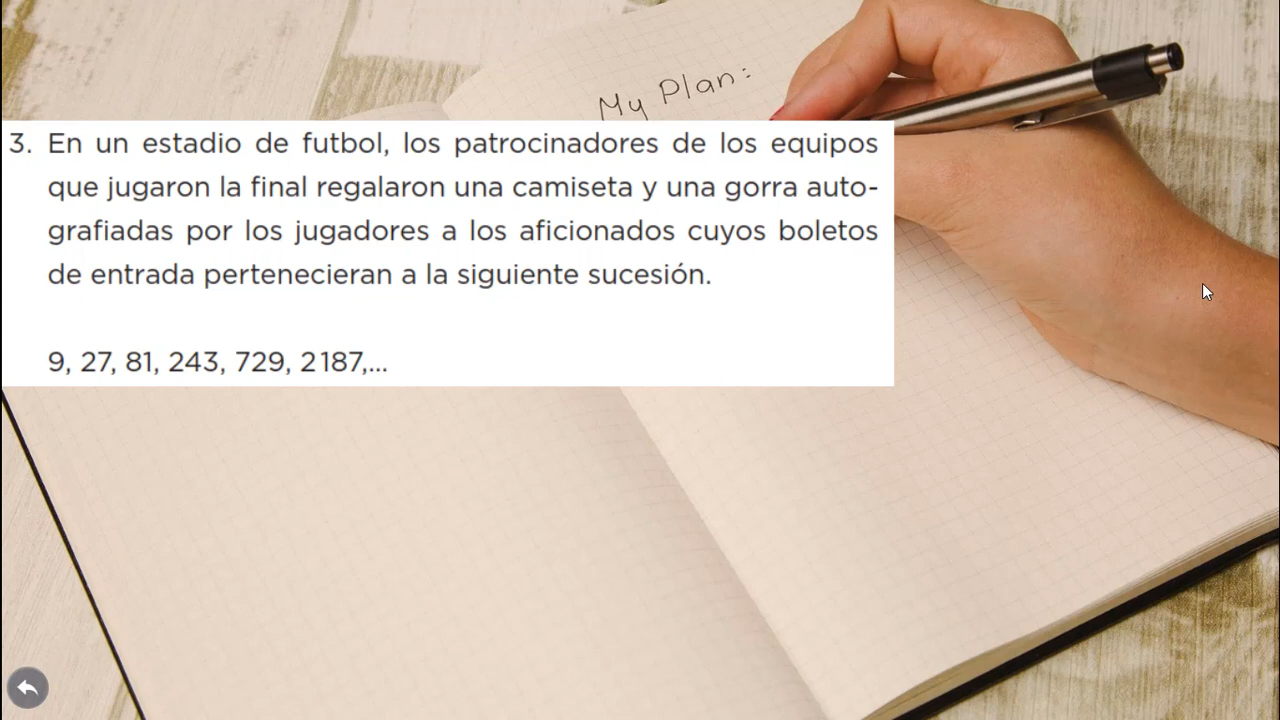 My Plan:
3. En un estadio de futbol, los patrocinadores de los equipos
que jugaron la final regalaron una camiseta y una gorra auto-
grafiadas por los jugadores a los aficionados cuyos boletos
de entrada pertenecieran a la siguiente sucesión.
9, 27, 81, 243, 729, 2187,...